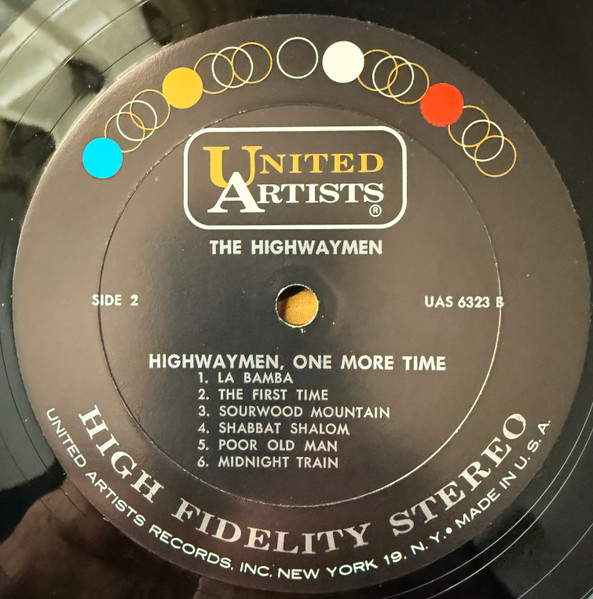 UNITED
ARTISTS
®
THE HIGHWAYMEN
SIDE 2
UAS 6323 B
HIGHWAYMEN, ONE MORE TIME
1. LA BAMBA
2. THE FIRST TIME
3. SOURWOOD MOUNTAIN
4. SHABBAT SHALOM
5. POOR OLD MAN
6. MIDNIGHT TRAIN
HIGH FIDELITY STEREO
UNITED ARTISTS RECORDS, INC. NEW YORK 19, N.Y. • MADE IN U.S.A.